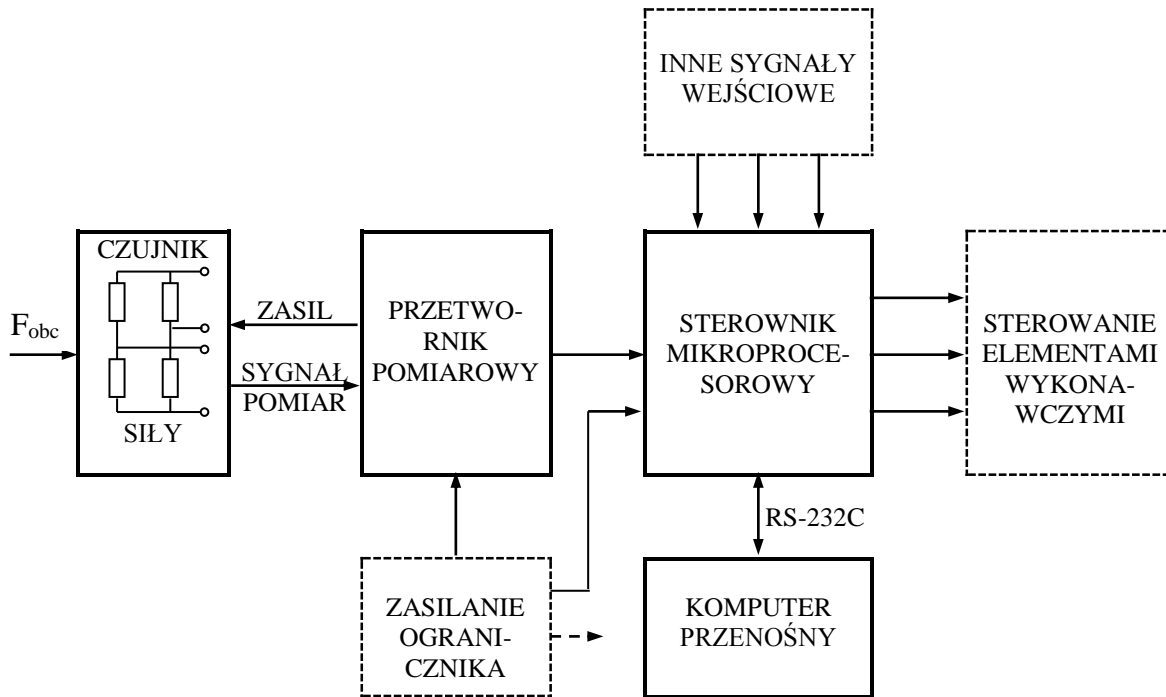 INNE SYGNAŁY
WEJŚCIOWE
CZUJNIK
SIŁY
F_obc
ZASIL
SYGNAŁ
POMIAR
PRZETWO-
RNIK
POMIAROWY
STEROWNIK
MIKROPROCE-
SOROWY
STEROWANIE
ELEMENTAMI
WYKONA-
WCZYMI
RS-232C
ZASILANIE
OGRANI-
CZNIKA
KOMPUTER
PRZENOŚNY